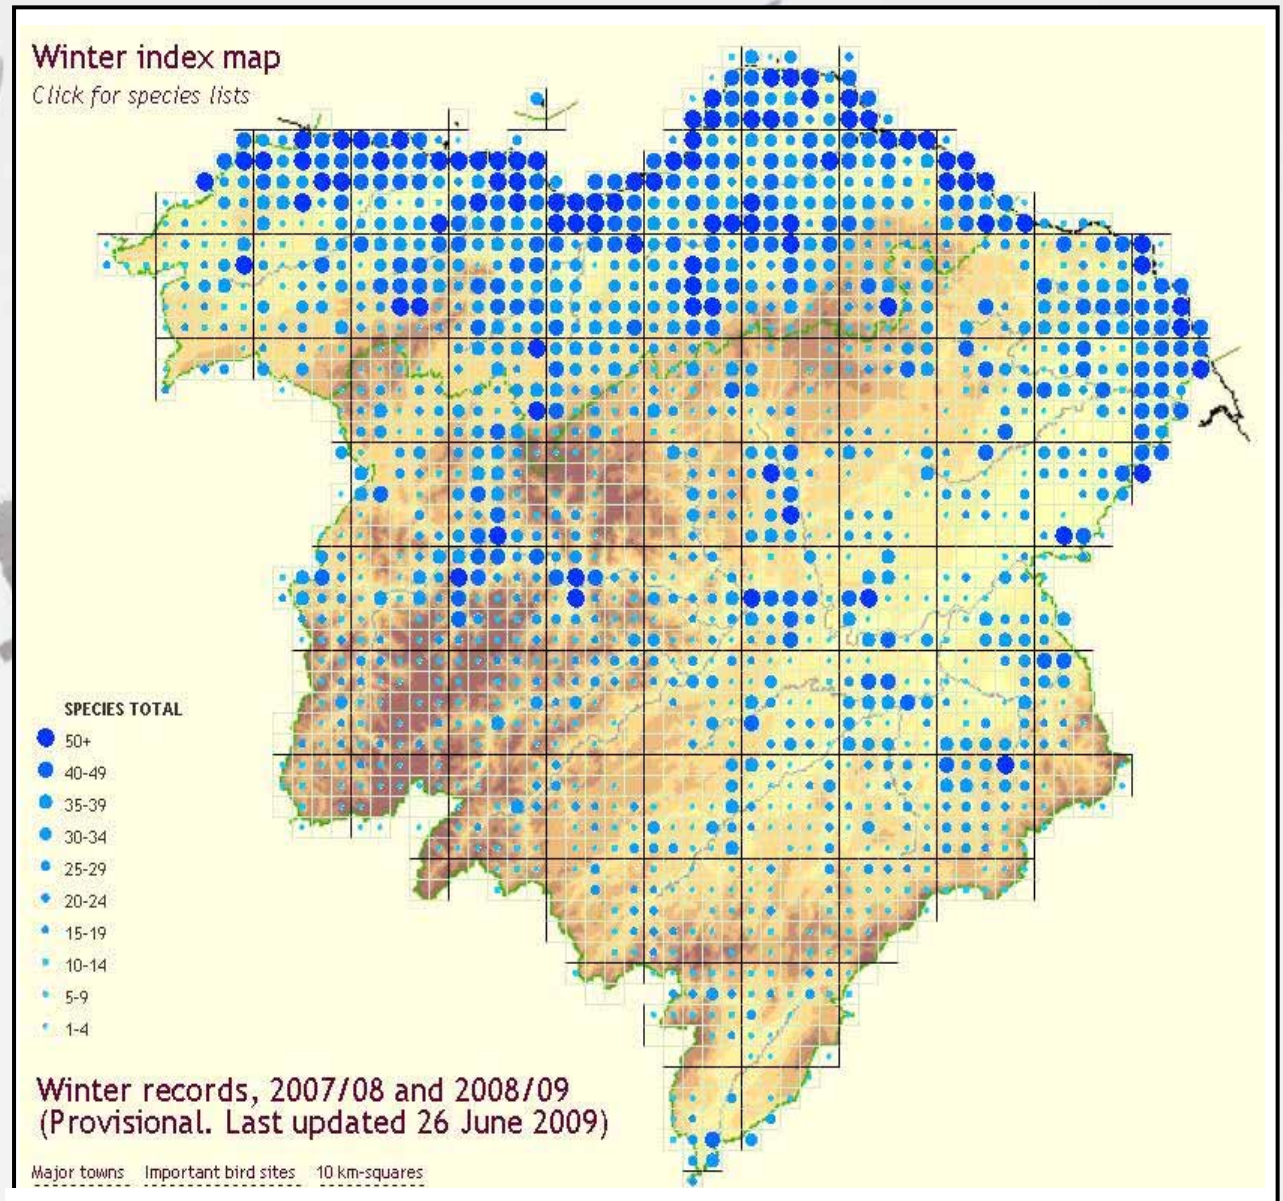 Winter index map
Click for species lists
SPECIES TOTAL
50+
40-49
35-39
30-34
25-29
20-24
15-19
10-14
5-9
1-4
Winter records, 2007/08 and 2008/09
(Provisional. Last updated 26 June 2009)
Major towns Important bird sites 10 km-squares